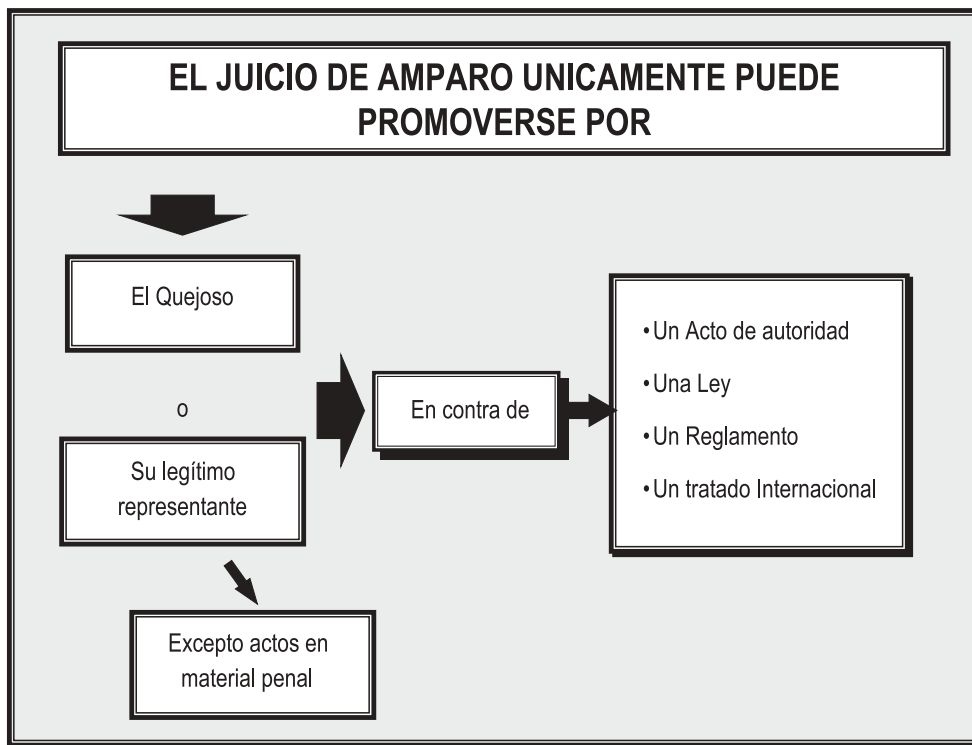 EL JUICIO DE AMPARO UNICAMENTE PUEDE
PROMOVERSE POR
El Quejoso
o
Su legítimo
representante
Excepto actos en
material penal
En contra de
•Un Acto de autoridad
•Una Ley
•Un Reglamento
•Un tratado Internacional